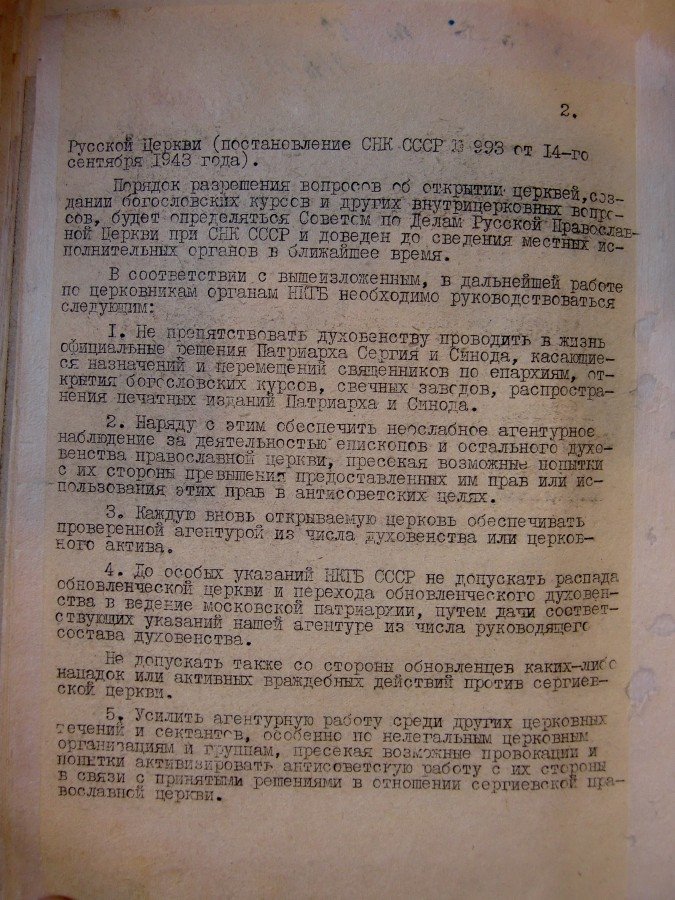 2.
Русской Церкви (постановление СНК СССР № 993 от 14-го
сентября 1943 года).
Порядок разрешения вопросов об открытии церквей, соз-
дании богословских курсов и других внутрицерковных вопро-
сов, будет определяться Советом по Делам Русской Православ-
ной Церкви при СНК СССР и доведен до сведения местных ис-
полнительных органов в ближайшее время.
В соответствии с вышеизложенным, в дальнейшей работе
по церковникам органам НКГБ необходимо руководствоваться
следующим:
1. Не препятствовать духовенству проводить в жизнь
официальные решения Патриарха Сергия и Синода, касающие-
ся назначений и перемещений священников по епархиям, от-
крытия богословских курсов, свечных заводов, распростра-
нения печатных изданий Патриарха и Синода.
2. Наряду с этим обеспечить неослабное агентурное
наблюдение за деятельностью епископов и остального духо-
венства православной церкви, пресекая возможные попытки
с их стороны превышения предоставленных им прав или ис-
пользования этих прав в антисоветских целях.
3. Каждую вновь открываемую церковь обеспечивать
проверенной агентурой из числа духовенства или церков-
ного актива.
4. До особых указаний НКГБ СССР не допускать распада
обновленческой церкви и перехода обновленческого духовен-
ства в ведение московской патриархии, путем дачи соответ-
ствующих указаний нашей агентуре из числа руководящего
состава духовенства.
Не допускать также со стороны обновленцев каких-либо
нападок или активных враждебных действий против сергиев-
ской церкви.
5. Усилить агентурную работу среди других церковных
течений и сектантов, особенно по нелегальным церковным
организациям и группам, пресекая возможные провокации и
попытки активизировать антисоветскую работу с их стороны
в связи с принятыми решениями в отношении сергиевской пра-
вославной церкви.